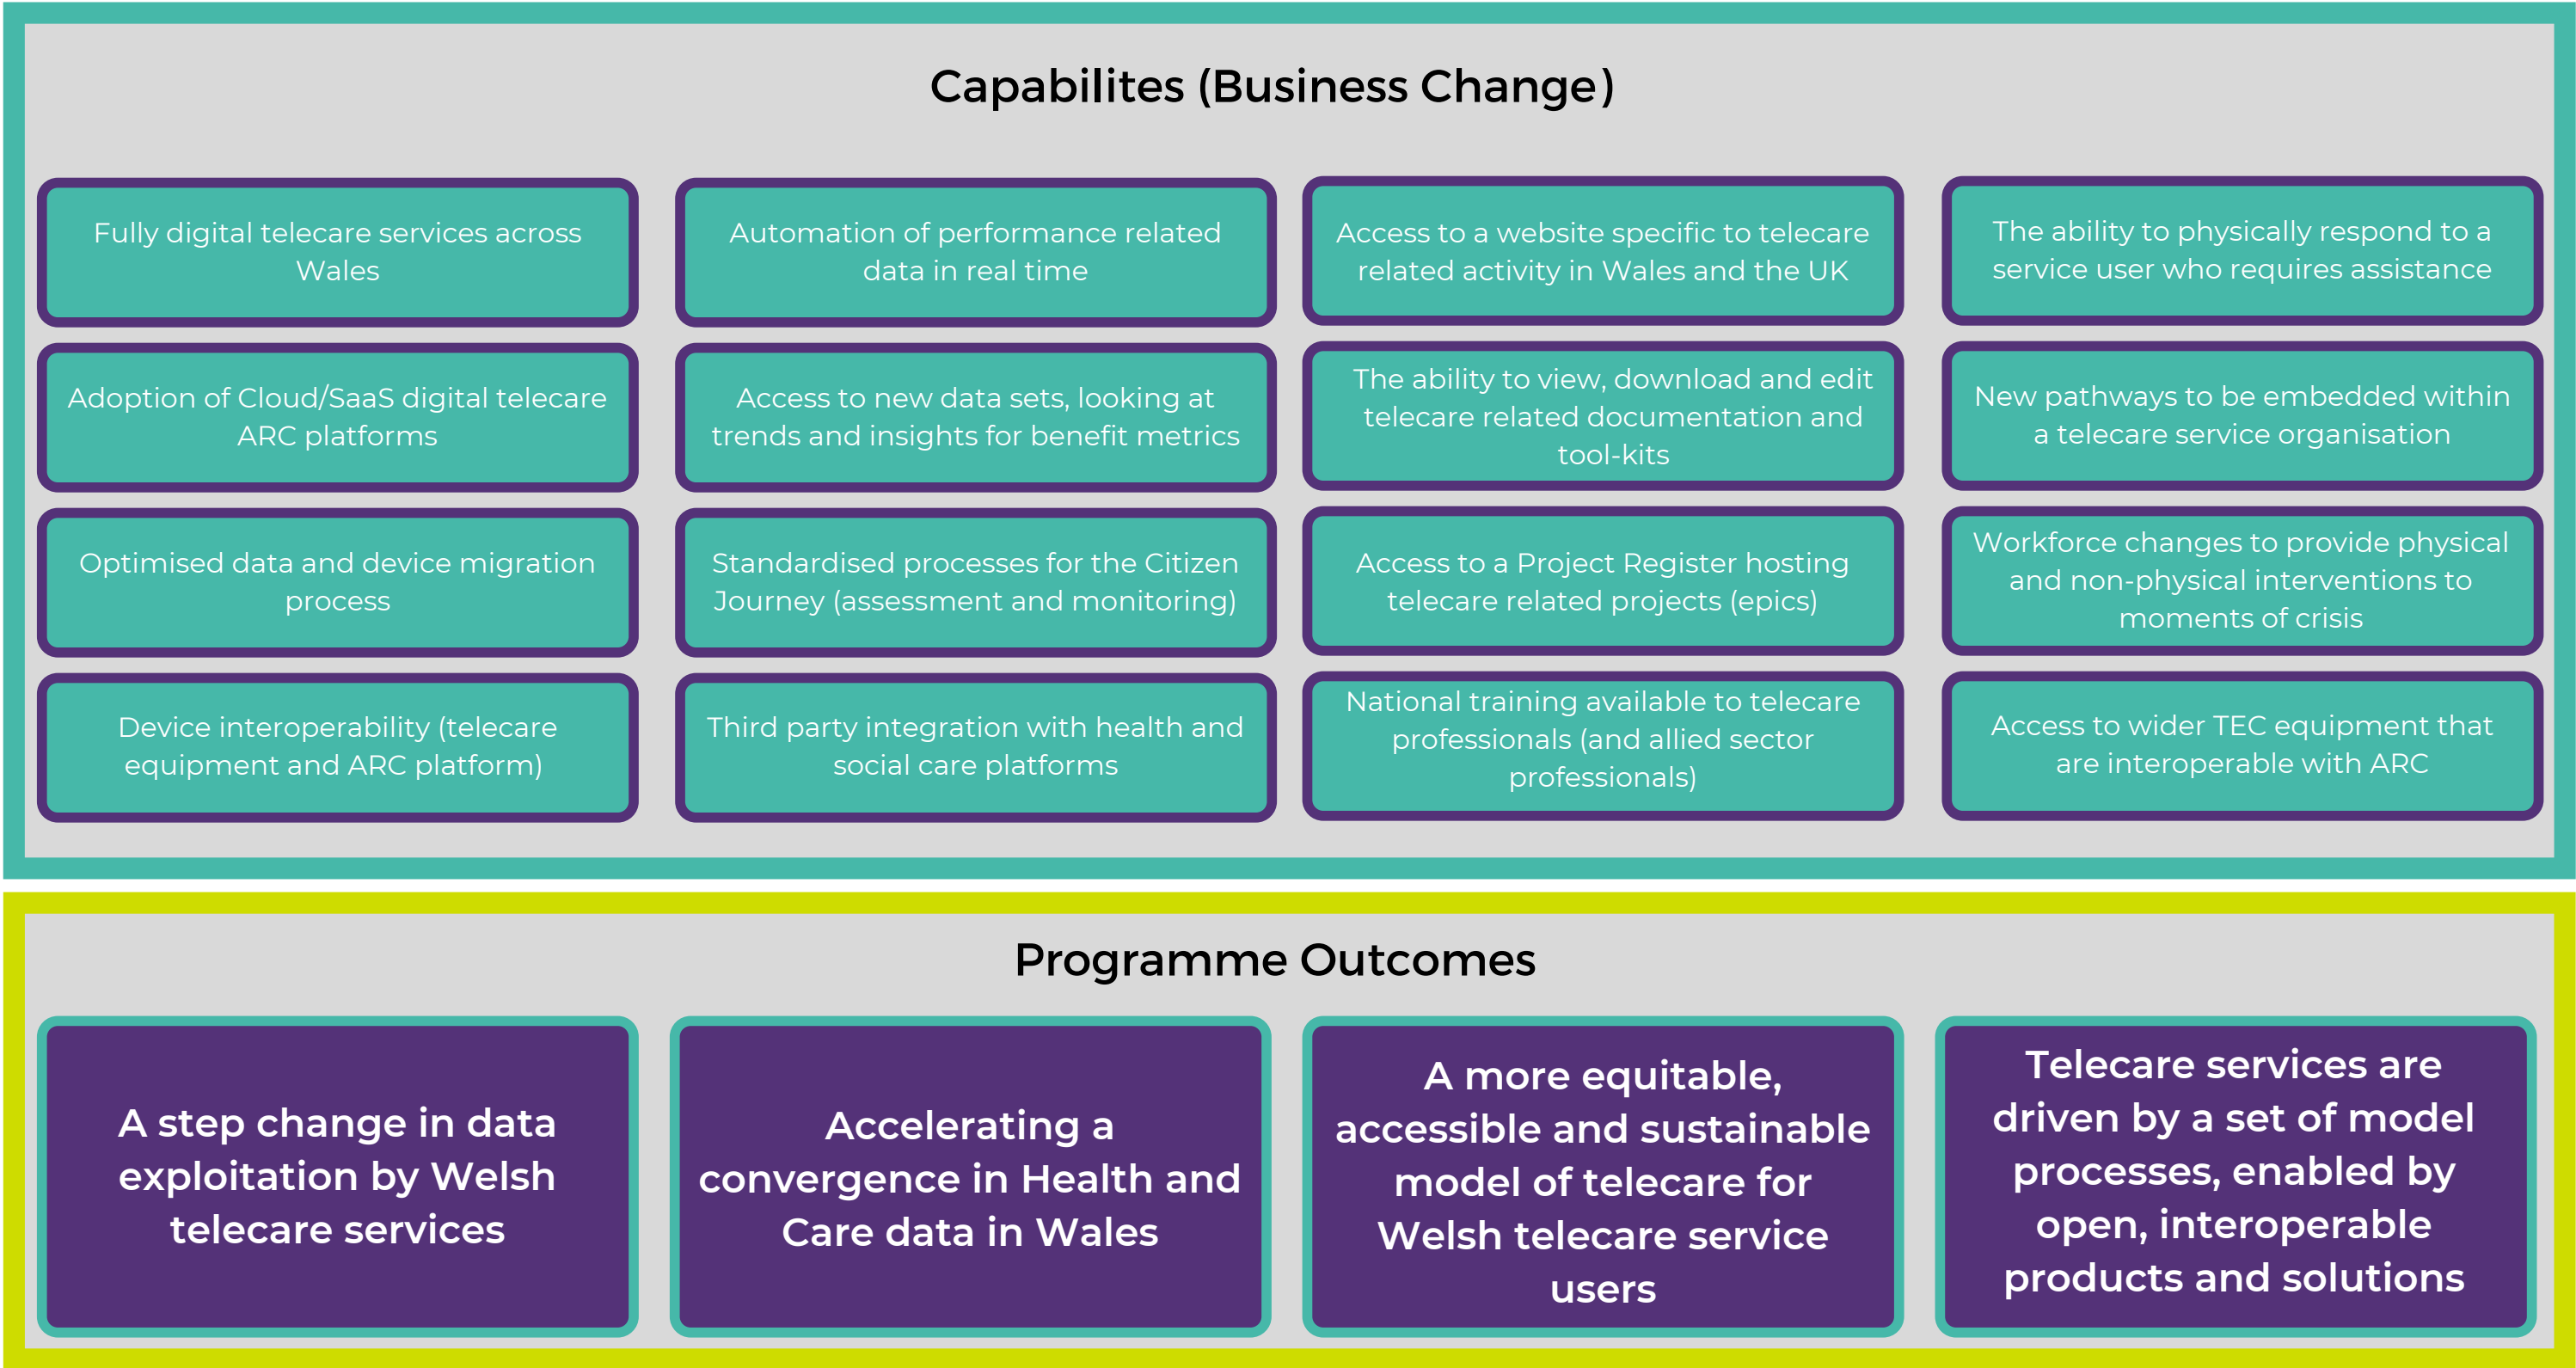 Capabilites (Business Change)
Fully digital telecare services across
Wales
Automation of performance related
data in real time
Access to a website specific to telecare
related activity in Wales and the UK
The ability to physically respond to a
service user who requires assistance
Adoption of Cloud/SaaS digital telecare
ARC platforms
Access to new data sets, looking at
trends and insights for benefit metrics
The ability to view, download and edit
telecare related documentation and
tool-kits
New pathways to be embedded within
a telecare service organisation
Optimised data and device migration
process
Standardised processes for the Citizen
Journey (assessment and monitoring)
Access to a Project Register hosting
telecare related projects (epics)
Workforce changes to provide physical
and non-physical interventions to
moments of crisis
Device interoperability (telecare
equipment and ARC platform)
Third party integration with health and
social care platforms
National training available to telecare
professionals (and allied sector
professionals)
Access to wider TEC equipment that
are interoperable with ARC
Programme Outcomes
A step change in data
exploitation by Welsh
telecare services
Accelerating a
convergence in Health and
Care data in Wales
A more equitable,
accessible and sustainable
model of telecare for
Welsh telecare service
users
Telecare services are
driven by a set of model
processes, enabled by
open, interoperable
products and solutions